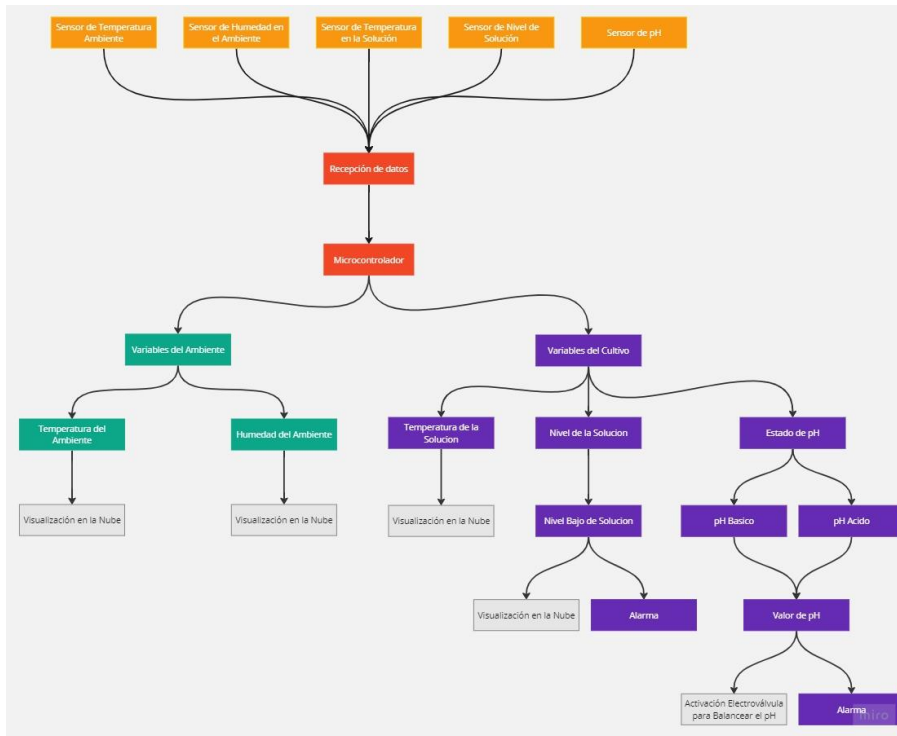 Sensor de Temperatura
Ambiente
Sensor de Humedad en
el Ambiente
Sensor de Temperatura
en la Solución
Sensor de Nivel de
Solución
Sensor de pH
Recepción de datos
Microcontrolador
Variables del Ambiente
Variables del Cultivo
Temperatura del
Ambiente
Humedad del Ambiente
Temperatura de la
Solucion
Nivel de la Solucion
Estado de pH
Visualización en la Nube
Visualización en la Nube
Visualización en la Nube
Nivel Bajo de Solucion
pH Basico
pH Acido
Visualización en la Nube
Alarma
Valor de pH
Activación Electroválvula
para Balancear el pH
Alarma
miro